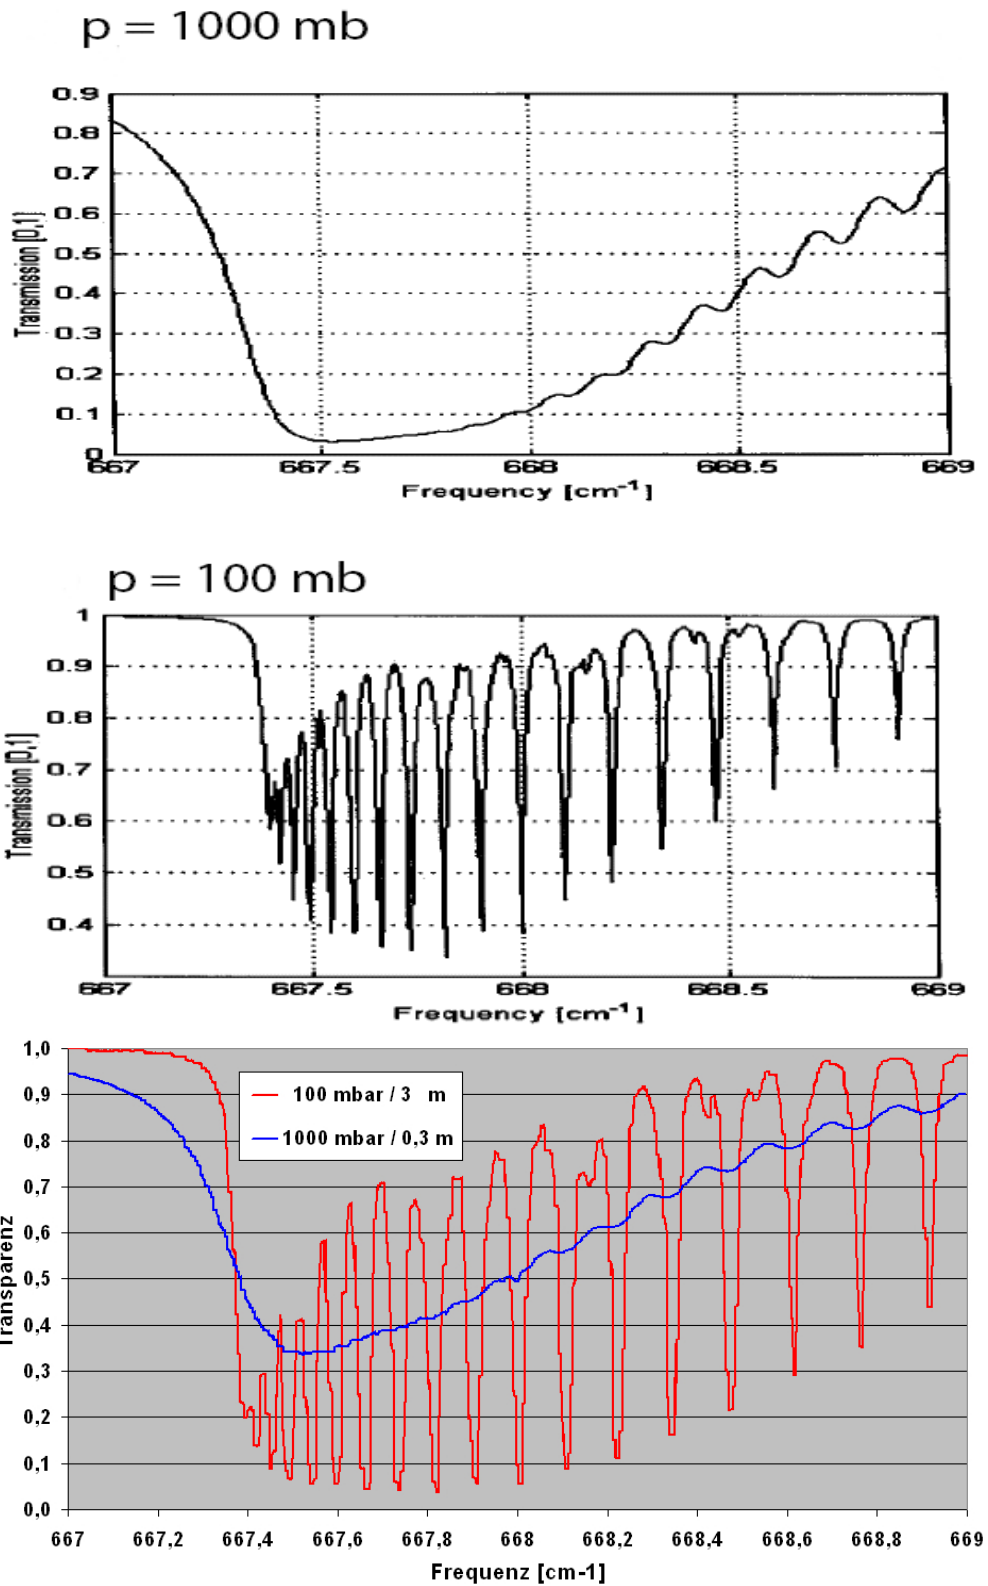 p = 1000 mb
0.9
0.8
0.7
0.6
0.5
0.4
0.3
0.2
0.1
0
Transmission [0,1]
667 667.5 668 668.5 669
Frequency [cm-1]
p = 100 mb
1
0.9
0.8
0.7
0.6
0.5
0.4
Transmission [0,1]
667 667.5 668 668.5 669
Frequency [cm-1]
1,0
0,9
0,8
0,7
0,6
0,5
0,4
0,3
0,2
0,1
0,0
Transparenz
100 mbar / 3 m
1000 mbar / 0,3 m
667 667,2 667,4 667,6 667,8 668 668,2 668,4 668,6 668,8 669
Frequenz [cm-1]